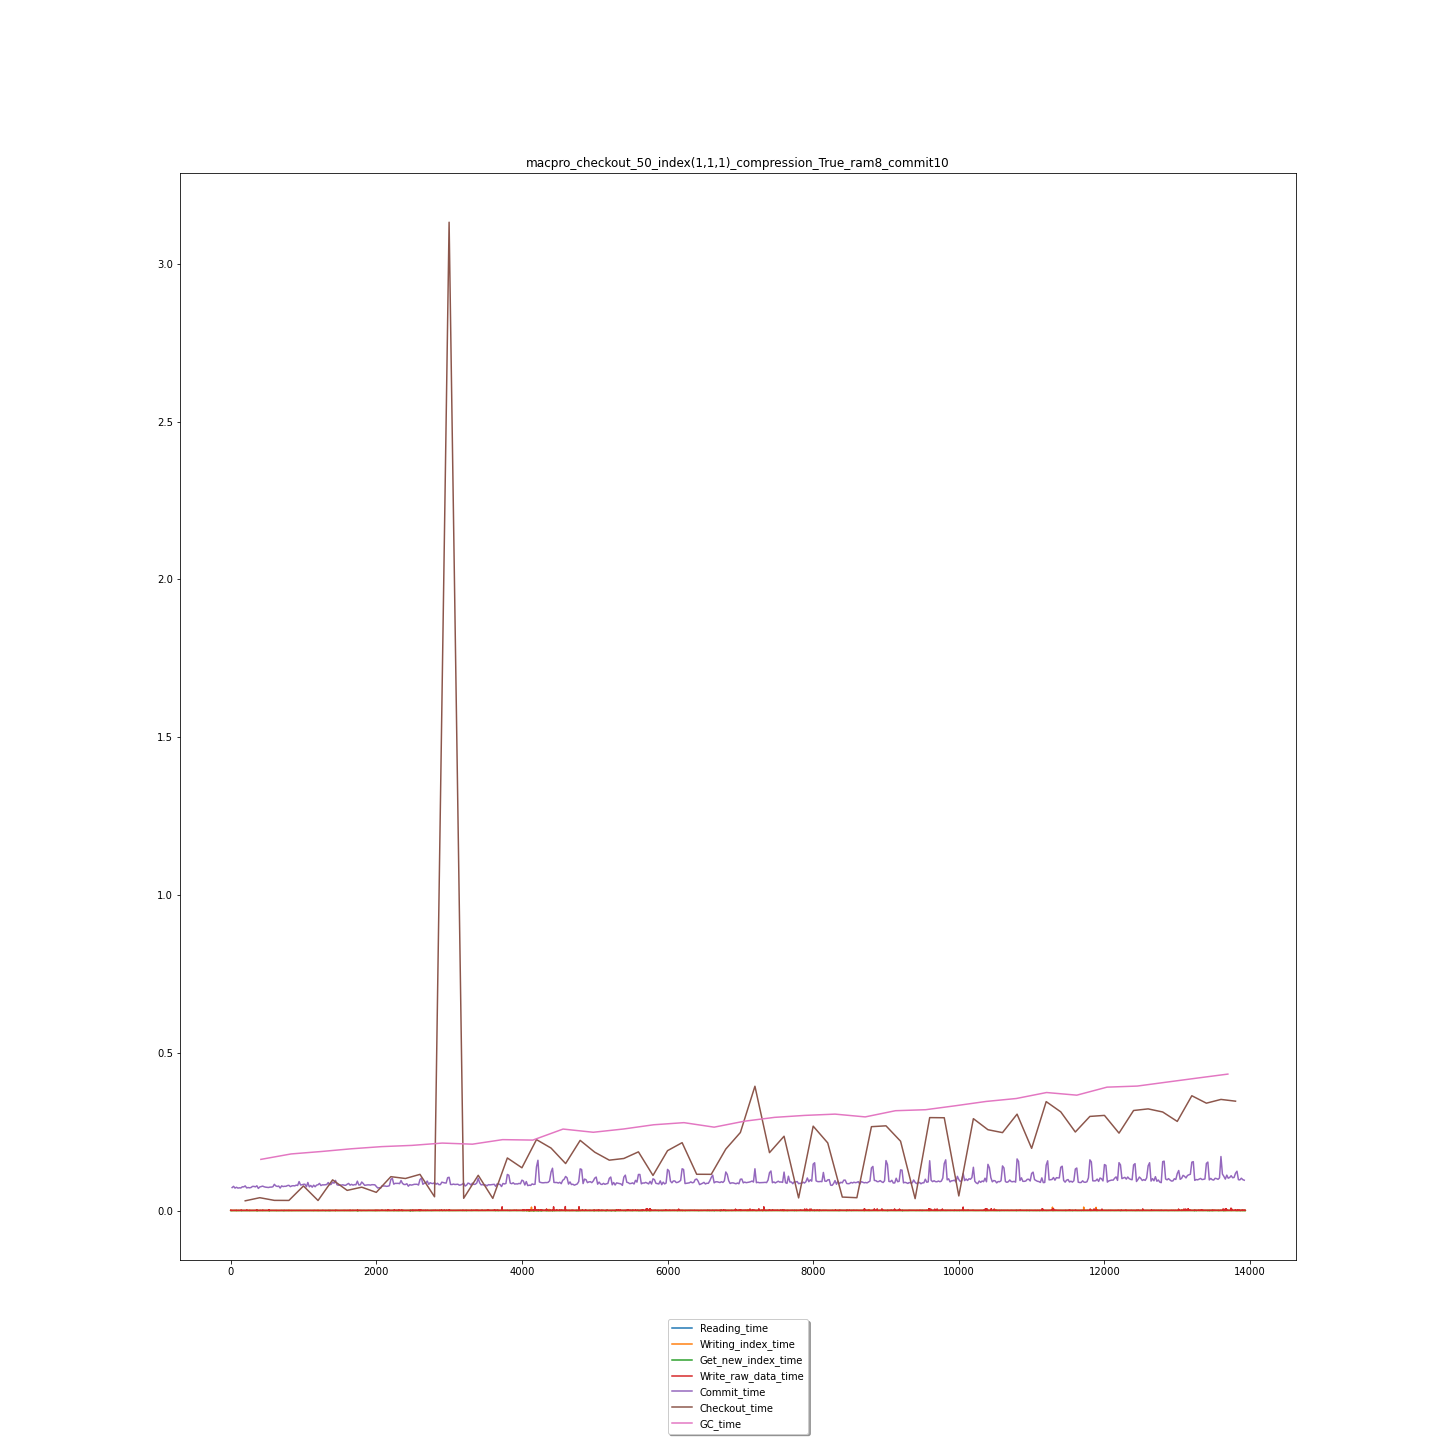 macpro_checkout_50_index(1,1,1)_compression_True_ram8_commit10
3.0
2.5
2.0
1.5
1.0
0.5
0.0
0 2000 4000 6000 8000 10000 12000 14000
Reading_time
Writing_index_time
Get_new_index_time
Write_raw_data_time
Commit_time
Checkout_time
GC_time